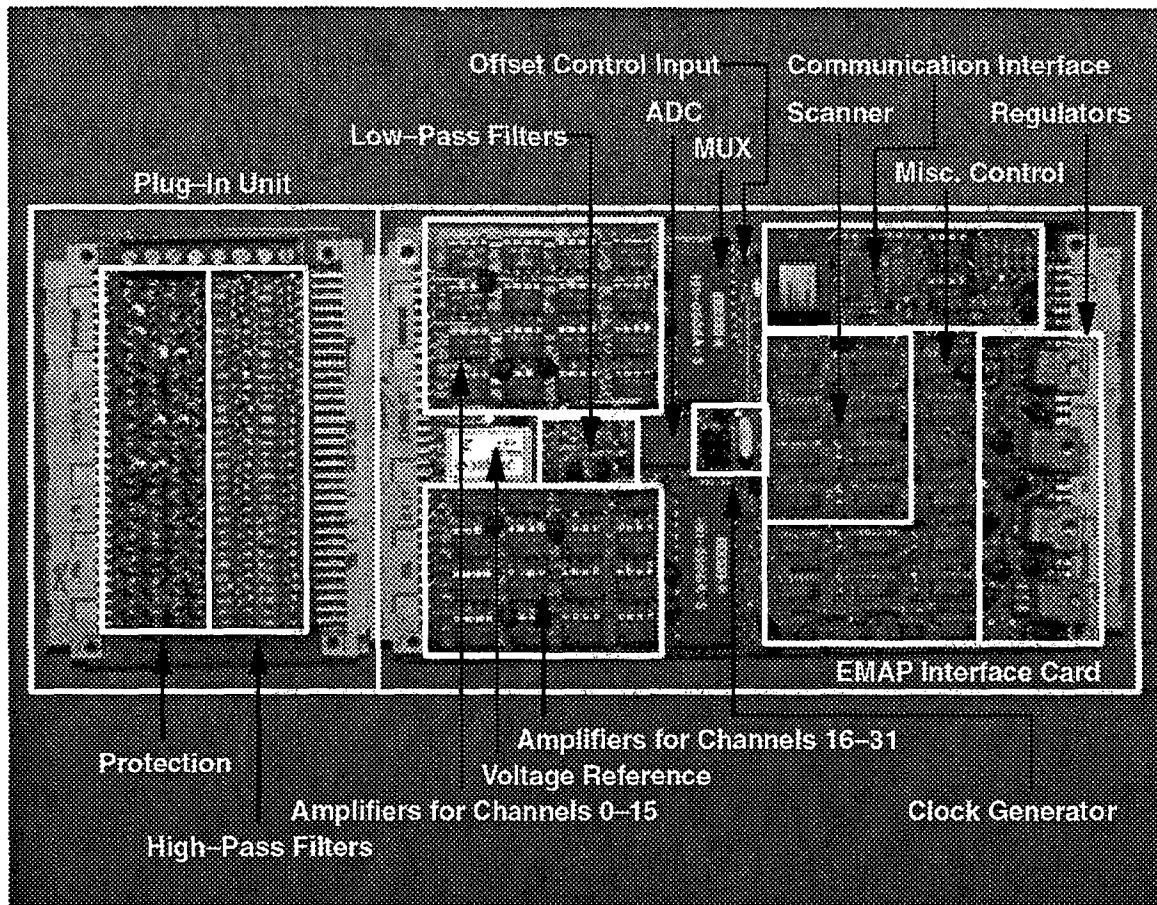 Offset Control Input
Communication Interface
ADC
Scanner
Regulators
Low–Pass Filters
MUX
Misc. Control
Plug–In Unit
EMAP Interface Card
Amplifiers for Channels 16–31
Protection
Voltage Reference
Amplifiers for Channels 0–15
Clock Generator
High–Pass Filters